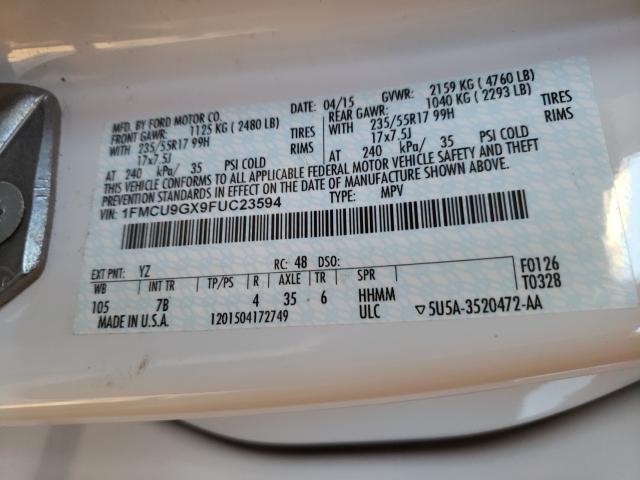 MFD. BY FORD MOTOR CO. DATE: 04/15 GVWR: 2159 KG (4760 LB)
FRONT GAWR: 1125 KG (2480 LB) REAR GAWR: 1040 KG (2293 LB)
WITH 235/55R17 99H TIRES WITH 235/55R17 99H TIRES
17x7.5J RIMS 17x7.5J RIMS
AT 240 kPa/ 35 PSI COLD AT 240 kPa/ 35 PSI COLD
THIS VEHICLE CONFORMS TO ALL APPLICABLE FEDERAL MOTOR VEHICLE SAFETY AND THEFT
PREVENTION STANDARDS IN EFFECT ON THE DATE OF MANUFACTURE SHOWN ABOVE.
VIN: 1FMCU9GX9FUC23594 TYPE: MPV
EXT PNT: YZ RC: 48 DSO: F0126
WB INT TR TP/PS R AXLE TR SPR T0328
105 7B 4 35 6 HHMM
MADE IN U.S.A. 1201504172749 ULC ▽5U5A-3520472-AA